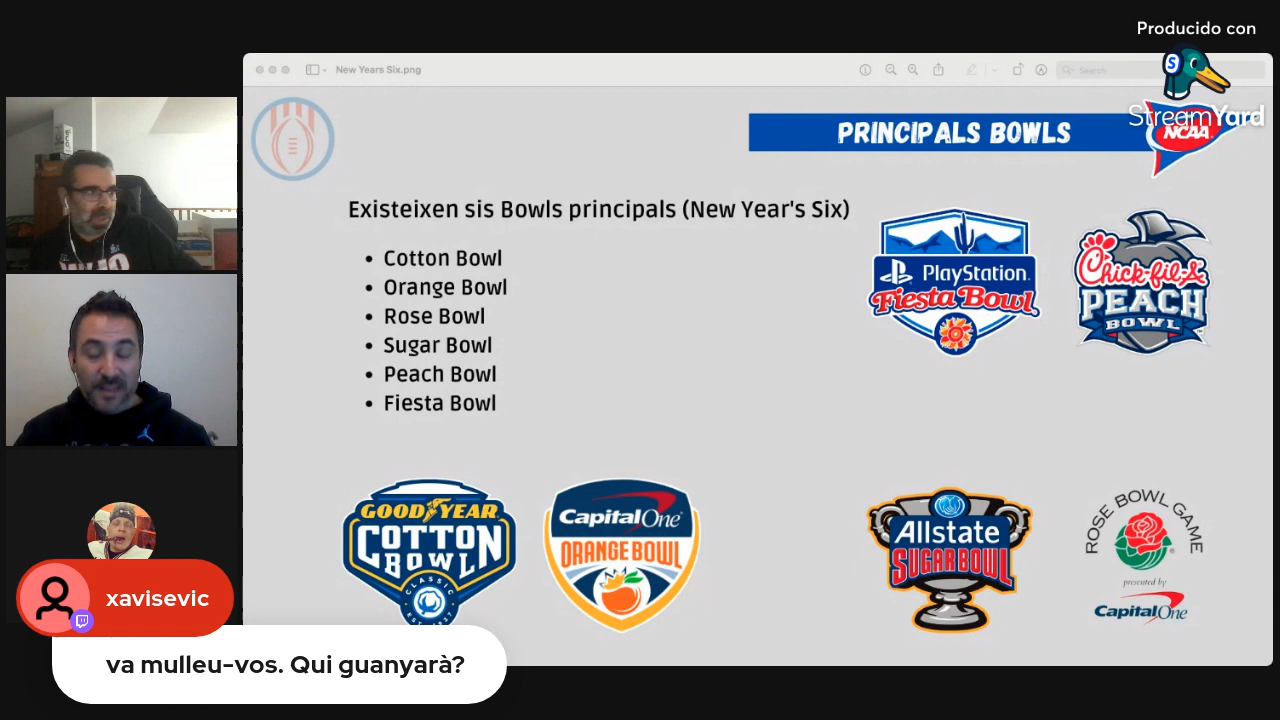 Producido con
StreamYard
New Years Six.png
Search
PRINCIPALS BOWLS
NCAA
Existeixen sis Bowls principals (New Year's Six)
• Cotton Bowl
• Orange Bowl
• Rose Bowl
• Sugar Bowl
• Peach Bowl
• Fiesta Bowl
PlayStation
Fiesta Bowl
Chick-fil-A
PEACH
BOWL
GOODYEAR
COTTON
BOWL
CLASSIC
Capital One
ORANGE BOWL
Allstate
SUGAR BOWL
ROSE BOWL GAME
presented by
Capital One
xavisevic
va mulleu-vos. Qui guanyarà?